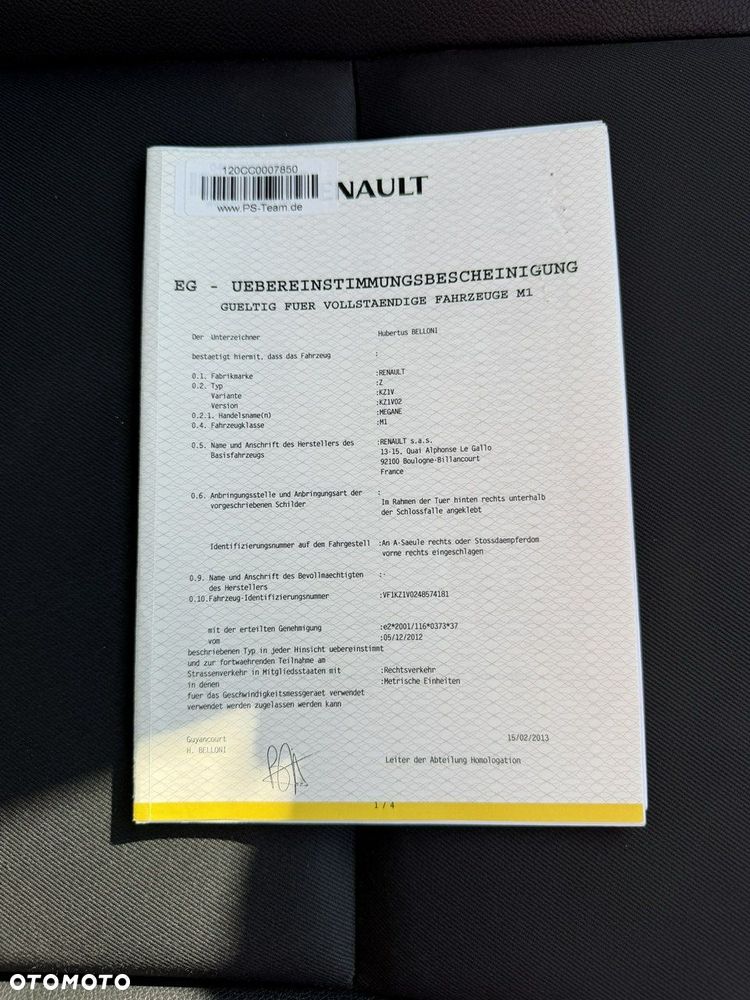 120CC0007850
www.PS-Team.de
NAULT
EG - UEBEREINSTIMMUNGSBESCHEINIGUNG
GUELTIG FUER VOLLSTAENDIGE FAHRZEUGE M1
Der Unterzeichner Hubertus BELLONI
bestaetigt hiermit, dass das Fahrzeug :
0.1. Fabrikmarke :RENAULT
0.2. Typ :Z
Variante :KZ1V
Version :KZ1V02
0.2.1. Handelsname(n) :MEGANE
0.4. Fahrzeugklasse :M1
0.5. Name und Anschrift des Herstellers des :RENAULT s.a.s.
Basisfahrzeugs 13-15, Quai Alphonse Le Gallo
92100 Boulogne-Billancourt
France
0.6. Anbringungsstelle und Anbringungsart der :
vorgeschriebenen Schilder Im Rahmen der Tuer hinten rechts unterhalb
der Schlossfalle angeklebt
Identifizierungsnummer auf dem Fahrgestell :An A-Saeule rechts oder Stossdaempferdom
vorne rechts eingeschlagen
0.9. Name und Anschrift des Bevollmaechtigten :-
des Herstellers
0.10.Fahrzeug-Identifizierungsnummer :VF1KZ1V0248574181
mit der erteilten Genehmigung :e2*2001/116*0373*37
vom :05/12/2012
beschriebenen Typ in jeder Hinsicht uebereinstimmt
und zur fortwaehrenden Teilnahme am
Strassenverkehr in Mitgliedsstaaten mit :Rechtsverkehr
in denen :Metrische Einheiten
fuer das Geschwindigkeitsmessgeraet verwendet
verwendet werden zugelassen werden kann
Guyancourt 15/02/2013
H. BELLONI
Leiter der Abteilung Homologation
1 / 4
OTOMOTO